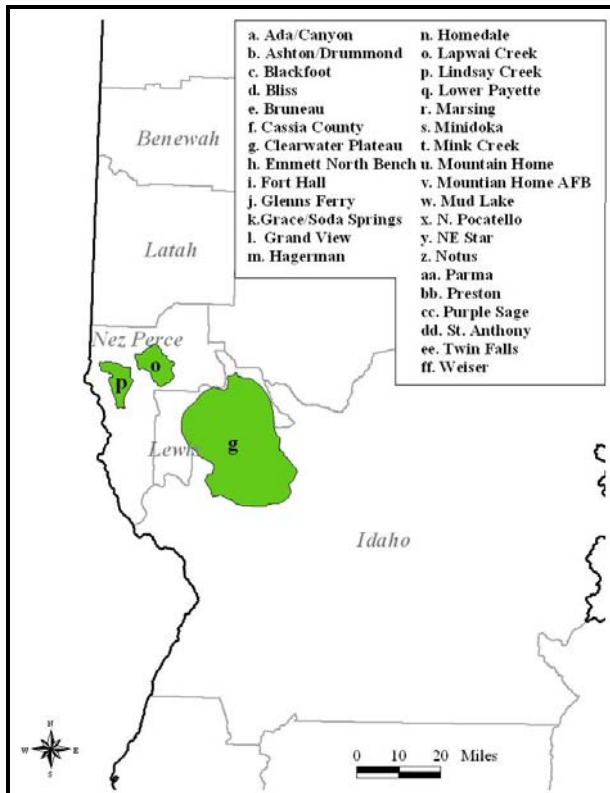 a. Ada/Canyon
b. Ashton/Drummond
c. Blackfoot
d. Bliss
e. Bruneau
f. Cassia County
g. Clearwater Plateau
h. Emmett North Bench
i. Fort Hall
j. Glenns Ferry
k.Grace/Soda Springs
l. Grand View
m. Hagerman
n. Homedale
o. Lapwai Creek
p. Lindsay Creek
q. Lower Payette
r. Marsing
s. Minidoka
t. Mink Creek
u. Mountain Home
v. Mountian Home AFB
w. Mud Lake
x. N. Pocatello
y. NE Star
z. Notus
aa. Parma
bb. Preston
cc. Purple Sage
dd. St. Anthony
ee. Twin Falls
ff. Weiser
Benewah
Latah
Nez Perce
o
p
Lewis
g
Idaho
N
W E
S
0 10 20 Miles